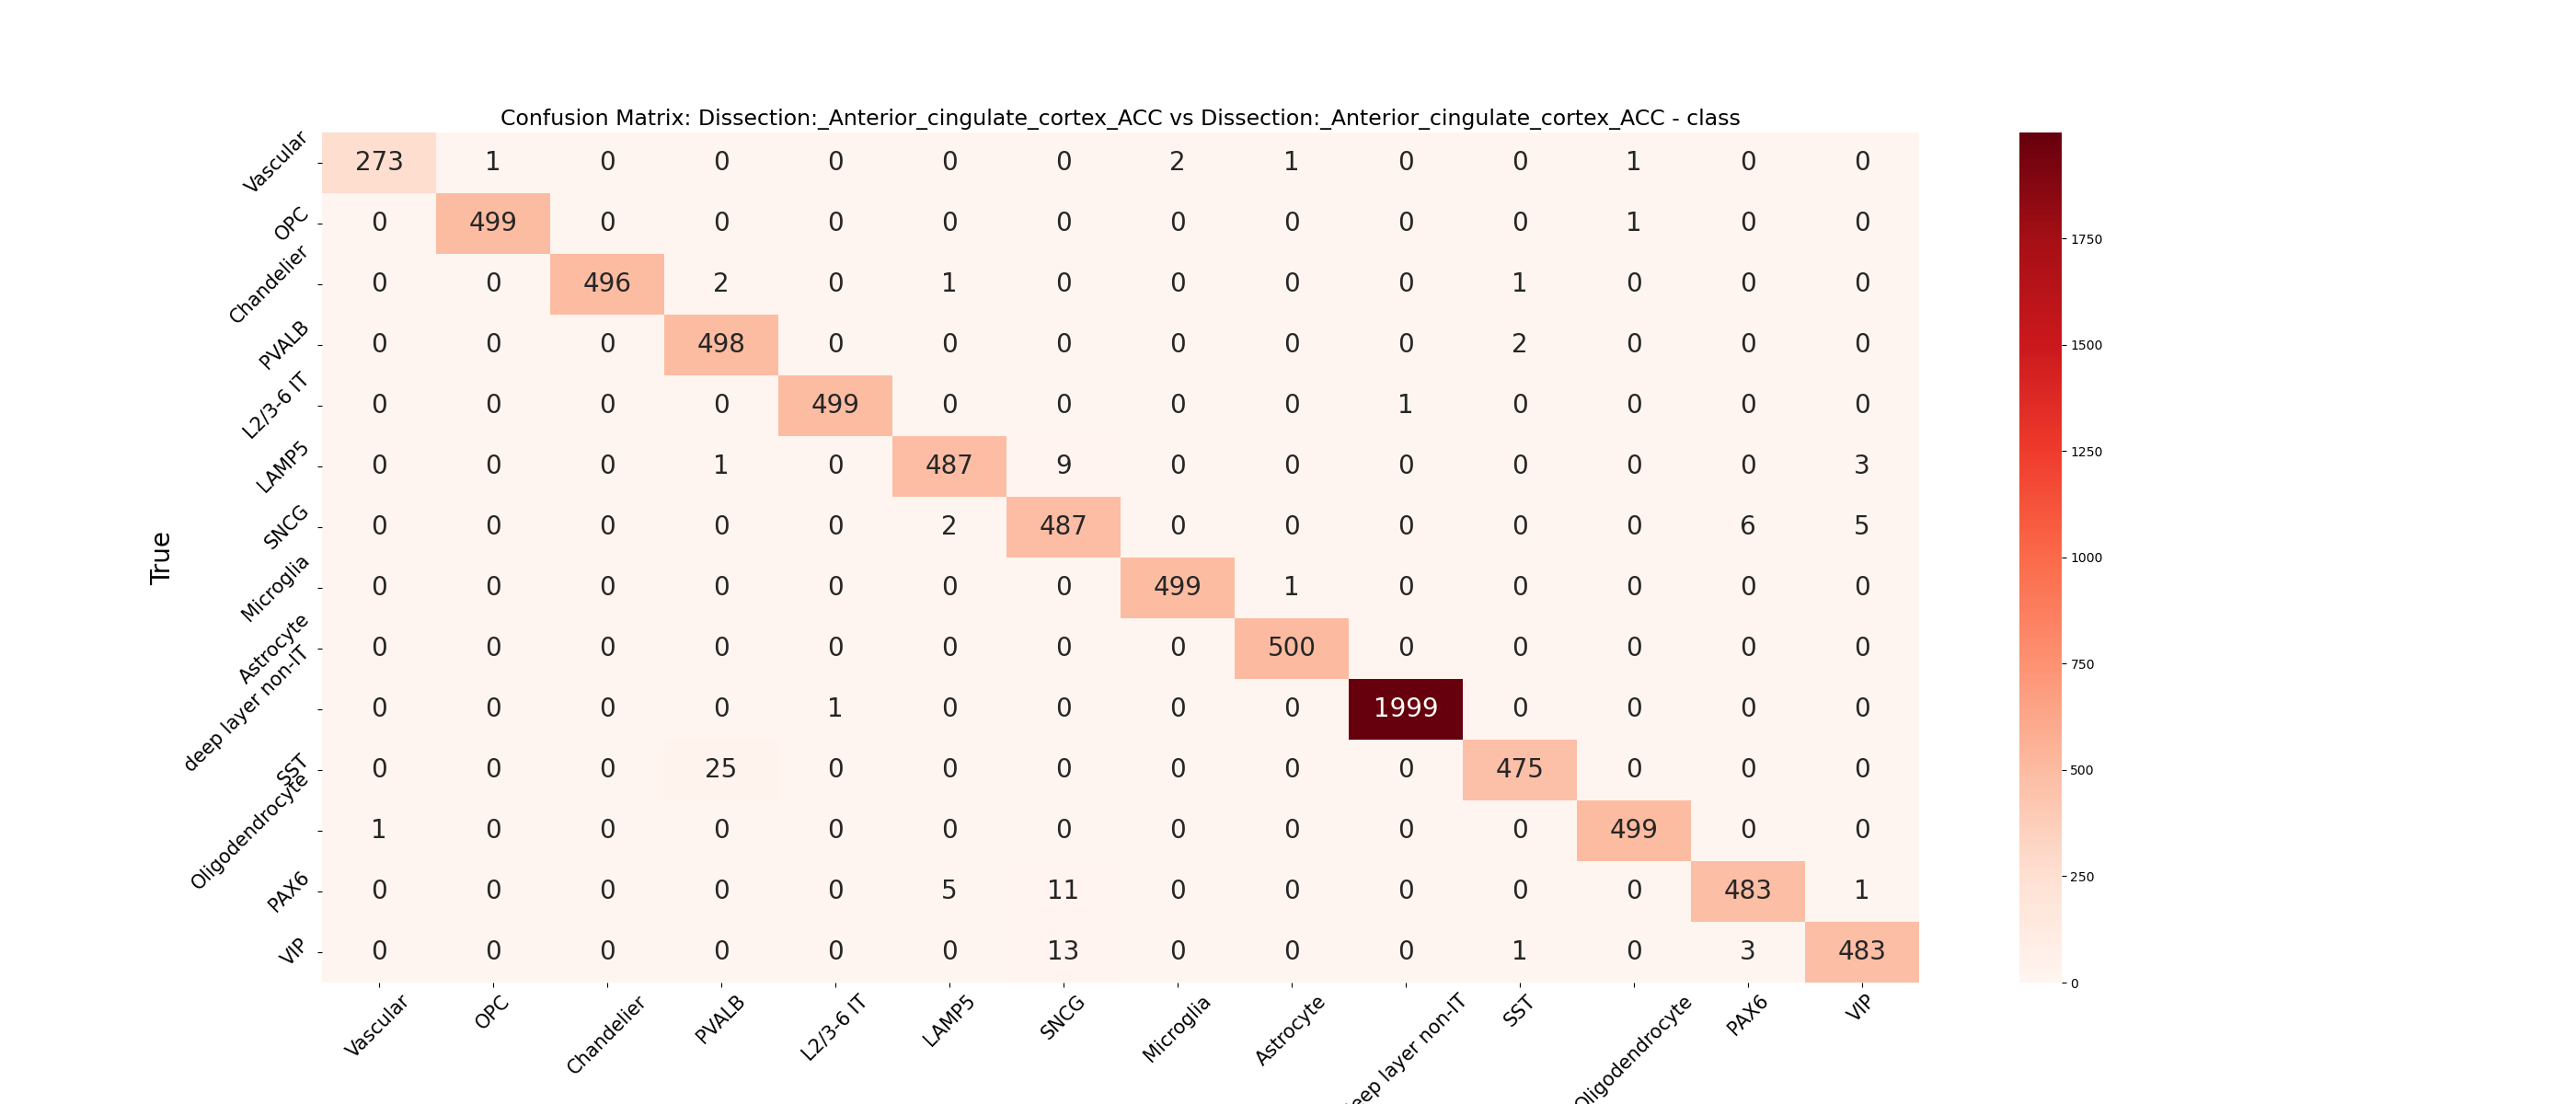 Confusion Matrix: Dissection:_Anterior_cingulate_cortex_ACC vs Dissection:_Anterior_cingulate_cortex_ACC - class
True
Vascular 273 1 0 0 0 0 0 2 1 0 0 1 0 0
OPC 0 499 0 0 0 0 0 0 0 0 0 1 0 0
Chandelier 0 0 496 2 0 1 0 0 0 0 1 0 0 0
PVALB 0 0 0 498 0 0 0 0 0 0 2 0 0 0
L2/3-6 IT 0 0 0 0 499 0 0 0 0 1 0 0 0 0
LAMP5 0 0 0 1 0 487 9 0 0 0 0 0 0 3
SNCG 0 0 0 0 0 2 487 0 0 0 0 0 6 5
Microglia 0 0 0 0 0 0 0 499 1 0 0 0 0 0
Astrocyte 0 0 0 0 0 0 0 0 500 0 0 0 0 0
deep layer non-IT 0 0 0 0 1 0 0 0 0 1999 0 0 0 0
SST 0 0 0 25 0 0 0 0 0 0 475 0 0 0
Oligodendrocyte 1 0 0 0 0 0 0 0 0 0 0 499 0 0
PAX6 0 0 0 0 0 5 11 0 0 0 0 0 483 1
VIP 0 0 0 0 0 0 13 0 0 0 1 0 3 483
Vascular OPC Chandelier PVALB L2/3-6 IT LAMP5 SNCG Microglia Astrocyte eep layer non-IT SST Oligodendrocyte PAX6 VIP
1750
1500
1250
1000
750
500
250
0